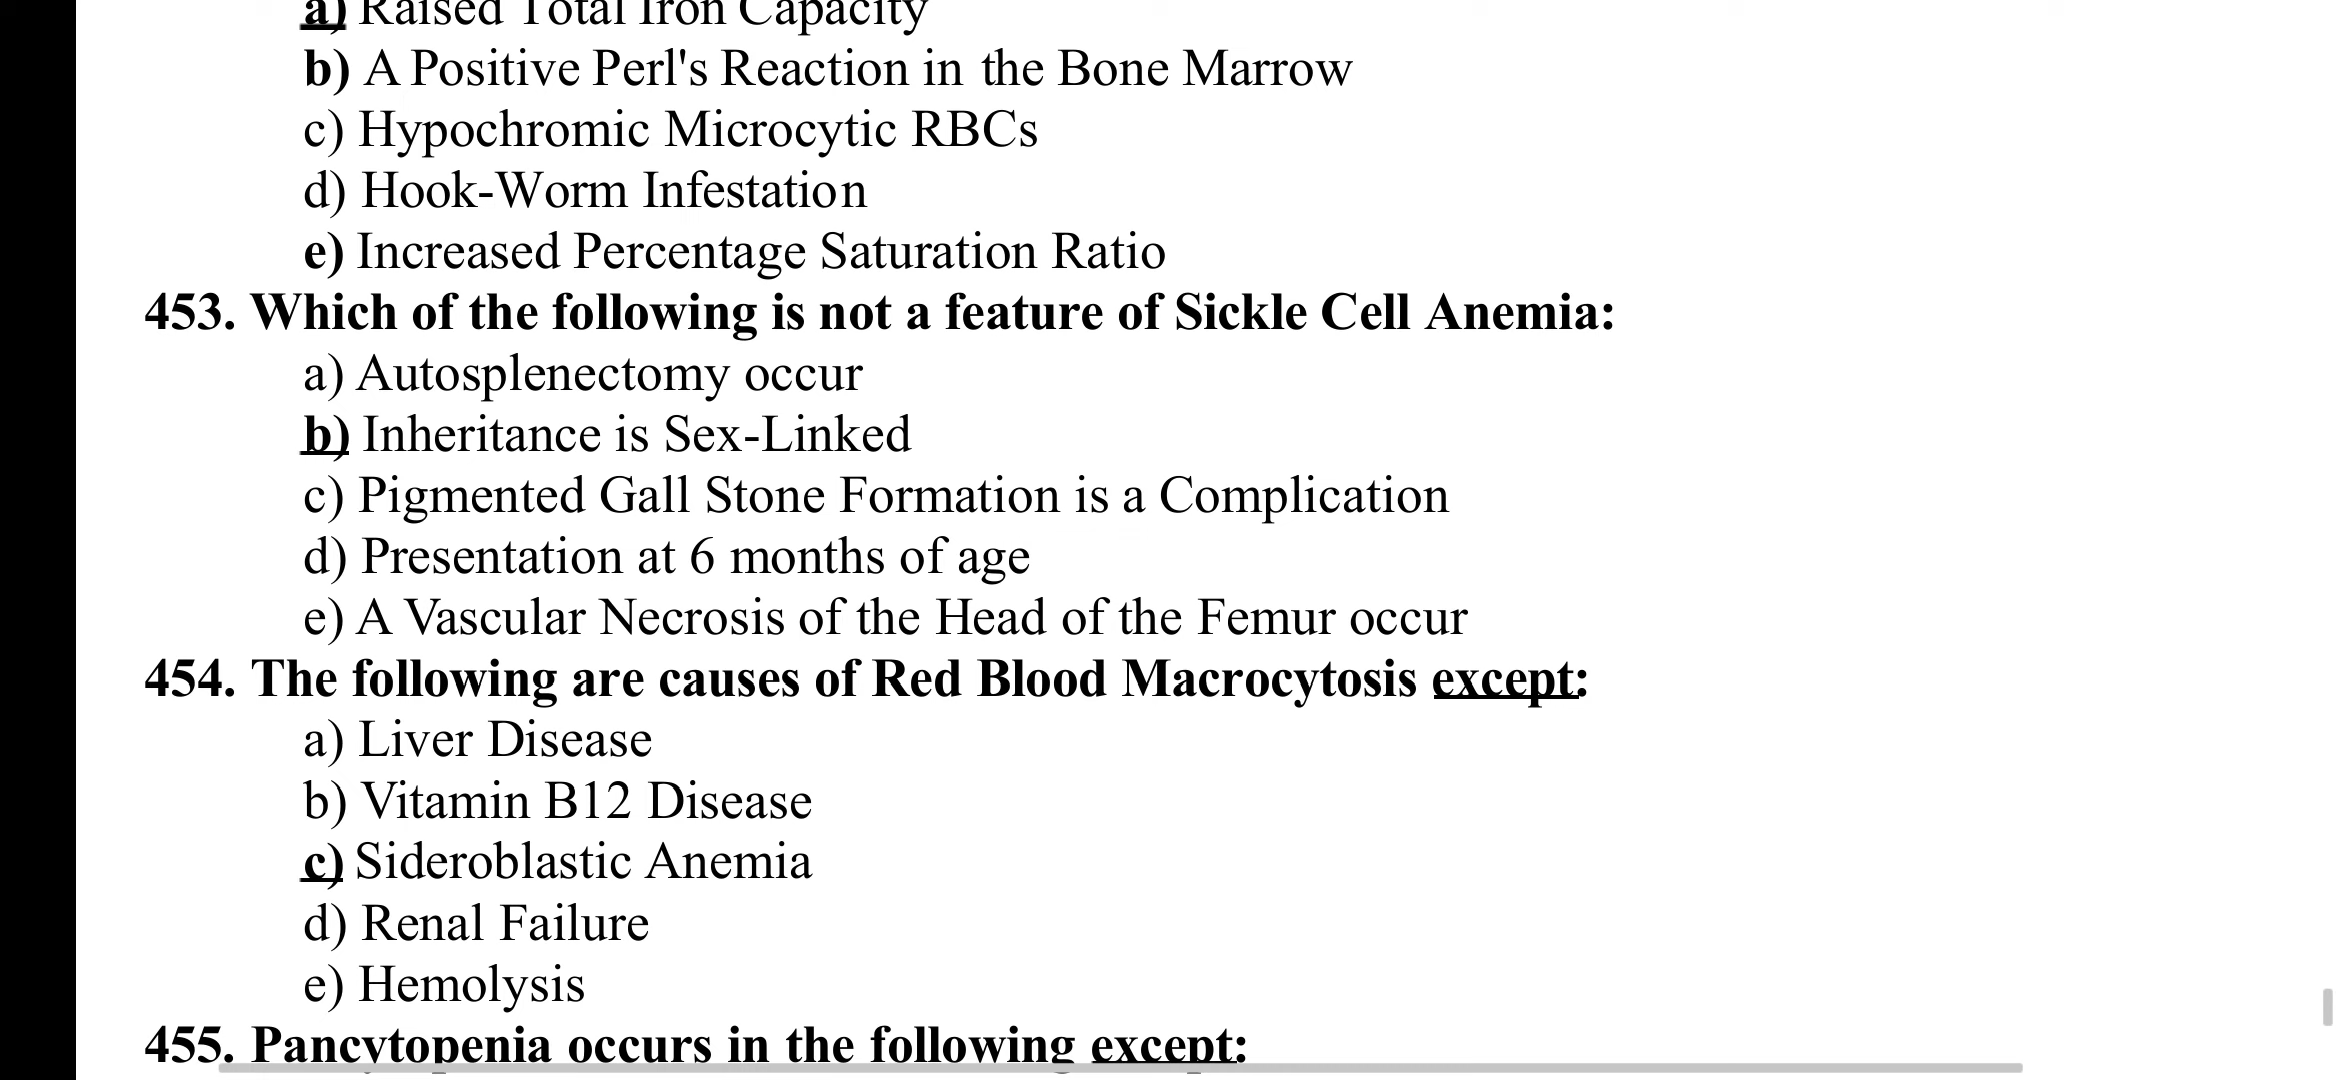 a) Raised Total Iron Capacity
b) A Positive Perl's Reaction in the Bone Marrow
c) Hypochromic Microcytic RBCs
d) Hook-Worm Infestation
e) Increased Percentage Saturation Ratio
453. Which of the following is not a feature of Sickle Cell Anemia:
a) Autosplenectomy occur
b) Inheritance is Sex-Linked
c) Pigmented Gall Stone Formation is a Complication
d) Presentation at 6 months of age
e) A Vascular Necrosis of the Head of the Femur occur
454. The following are causes of Red Blood Macrocytosis except:
a) Liver Disease
b) Vitamin B12 Disease
c) Sideroblastic Anemia
d) Renal Failure
e) Hemolysis
455. Pancytopenia occurs in the following except: